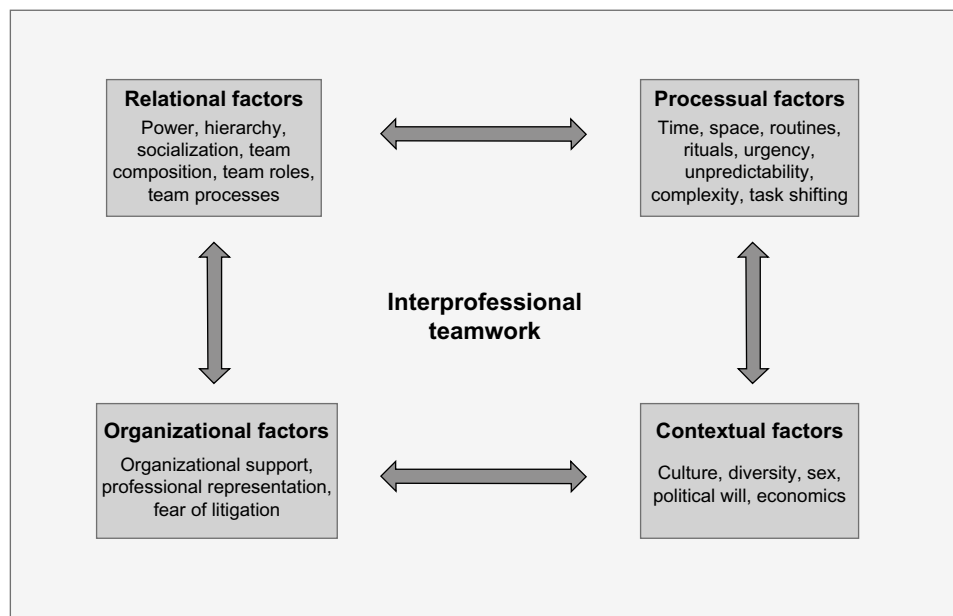 Relational factors
Power, hierarchy,
socialization, team
composition, team roles,
team processes
Processual factors
Time, space, routines,
rituals, urgency,
unpredictability,
complexity, task shifting
Interprofessional
teamwork
Organizational factors
Organizational support,
professional representation,
fear of litigation
Contextual factors
Culture, diversity, sex,
political will, economics